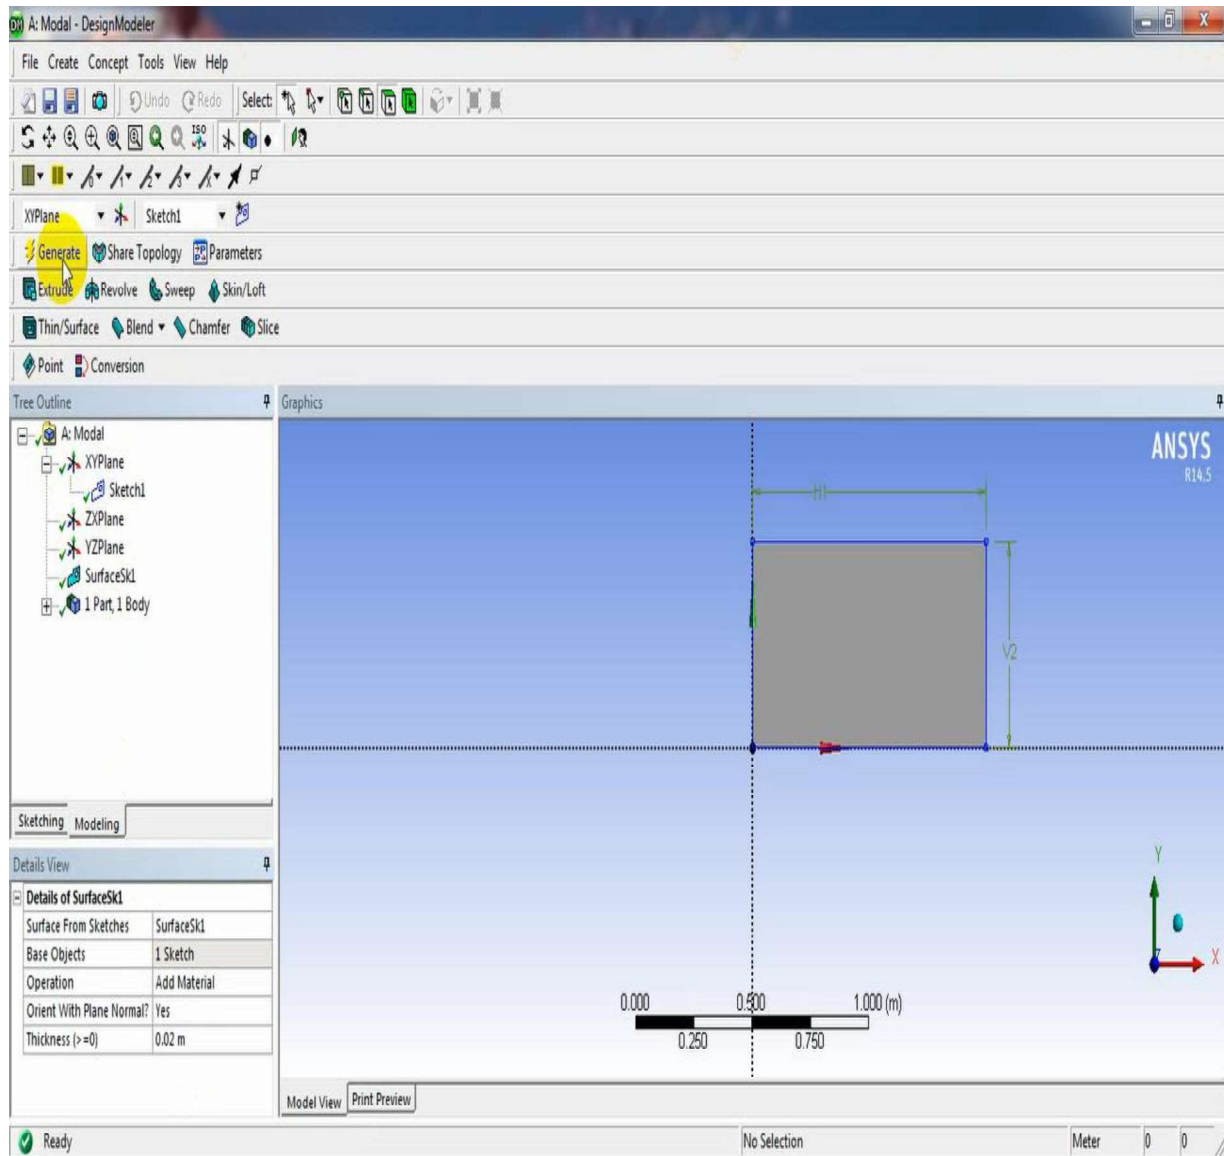 A: Modal - DesignModeler
File Create Concept Tools View Help
Undo Redo Select:
ISO
XYPlane Sketch1
Generate Share Topology Parameters
Extrude Revolve Sweep Skin/Loft
Thin/Surface Blend Chamfer Slice
Point Conversion
Tree Outline
A: Modal
XYPlane
Sketch1
ZXPlane
YZPlane
SurfaceSk1
1 Part, 1 Body
Sketching Modeling
Details View
Details of SurfaceSk1
Surface From Sketches SurfaceSk1
Base Objects 1 Sketch
Operation Add Material
Orient With Plane Normal? Yes
Thickness (>=0) 0.02 m
Graphics
ANSYS
R14.5
H1
V2
Y
Z X
0.000 0.500 1.000 (m)
0.250 0.750
Model View Print Preview
Ready No Selection Meter 0 0